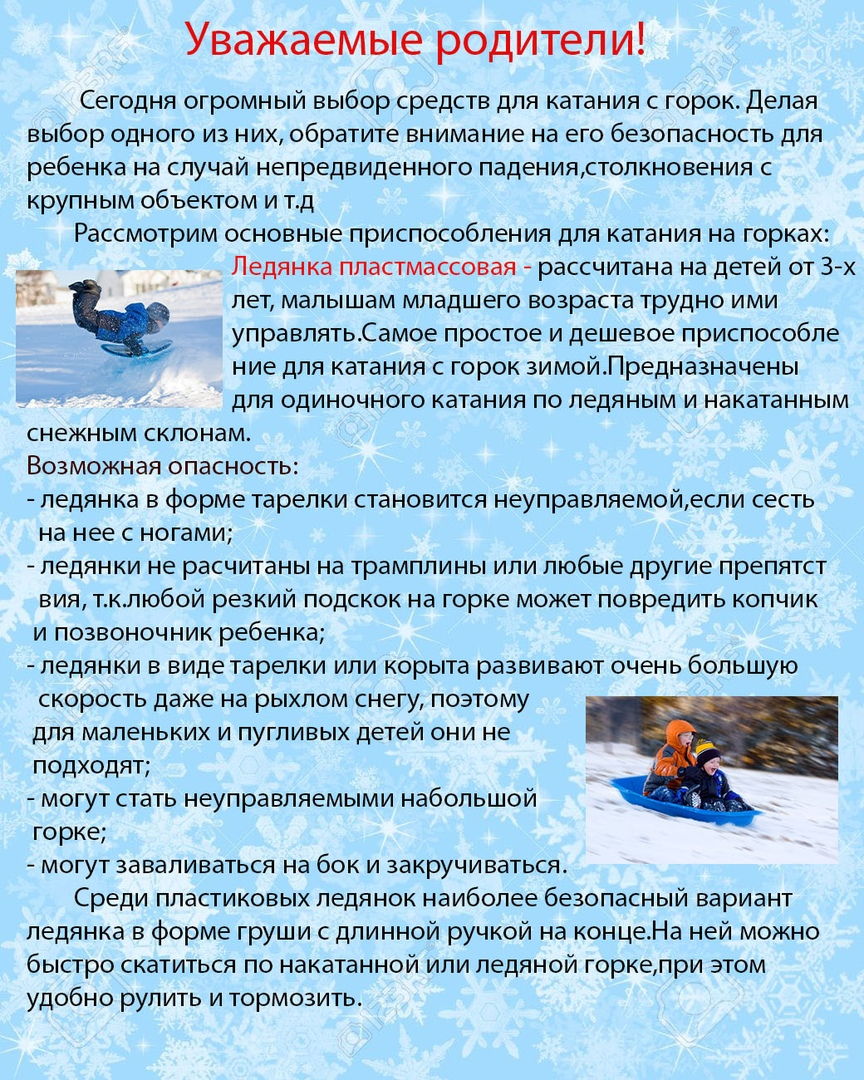 Уважаемые родители!
Сегодня огромный выбор средств для катания с горок. Делая
выбор одного из них, обратите внимание на его безопасность для
ребенка на случай непредвиденного падения,столкновения с
крупным объектом и т.д
Рассмотрим основные приспособления для катания на горках:
Ледянка пластмассовая - рассчитана на детей от 3-х
лет, малышам младшего возраста трудно ими
управлять.Самое простое и дешевое приспособле
ние для катания с горок зимой.Предназначены
для одиночного катания по ледяным и накатанным
снежным склонам.
Возможная опасность:
- ледянка в форме тарелки становится неуправляемой,если сесть
на нее с ногами;
- ледянки не расчитаны на трамплины или любые другие препятст
вия, т.к.любой резкий подскок на горке может повредить копчик
и позвоночник ребенка;
- ледянки в виде тарелки или корыта развивают очень большую
скорость даже на рыхлом снегу, поэтому
для маленьких и пугливых детей они не
подходят;
- могут стать неуправляемыми набольшой
горке;
- могут заваливаться на бок и закручиваться.
Среди пластиковых ледянок наиболее безопасный вариант
ледянка в форме груши с длинной ручкой на конце.На ней можно
быстро скатиться по накатанной или ледяной горке,при этом
удобно рулить и тормозить.